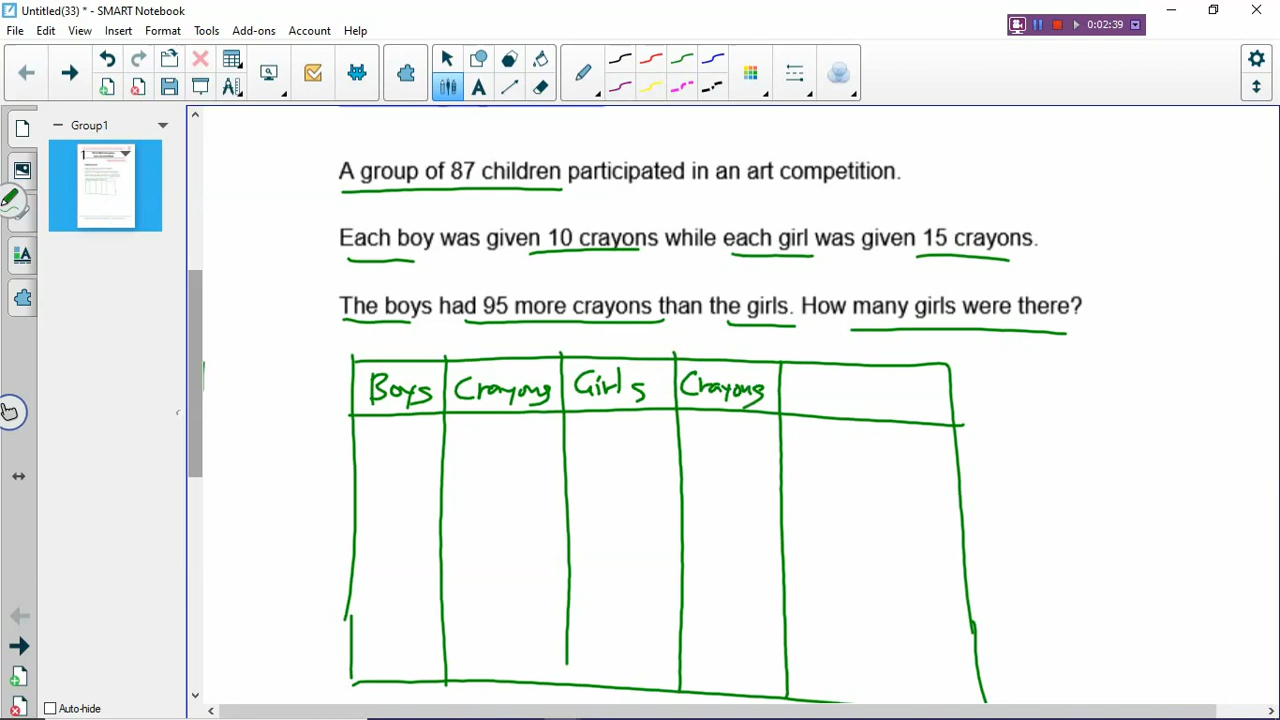 Untitled(33) * - SMART Notebook
00:02:39
File Edit View Insert Format Tools Add-ons Account Help
Group1
1
A group of 87 children participated in an art competition.
Each boy was given 10 crayons while each girl was given 15 crayons.
The boys had 95 more crayons than the girls. How many girls were there?
Boys Crayons Girls Crayons
Auto-hide